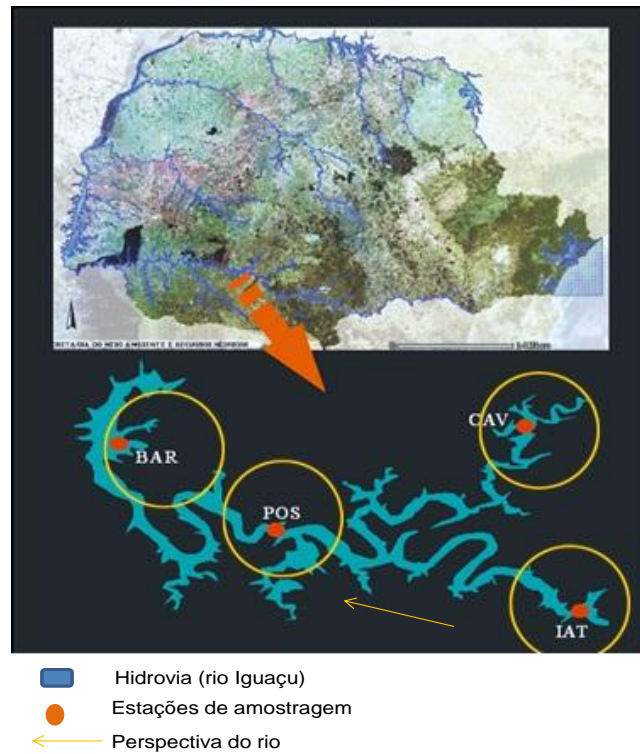 CAV
BAR
POS
IAT
Hidrovia (rio Iguaçu)
Estações de amostragem
Perspectiva do rio